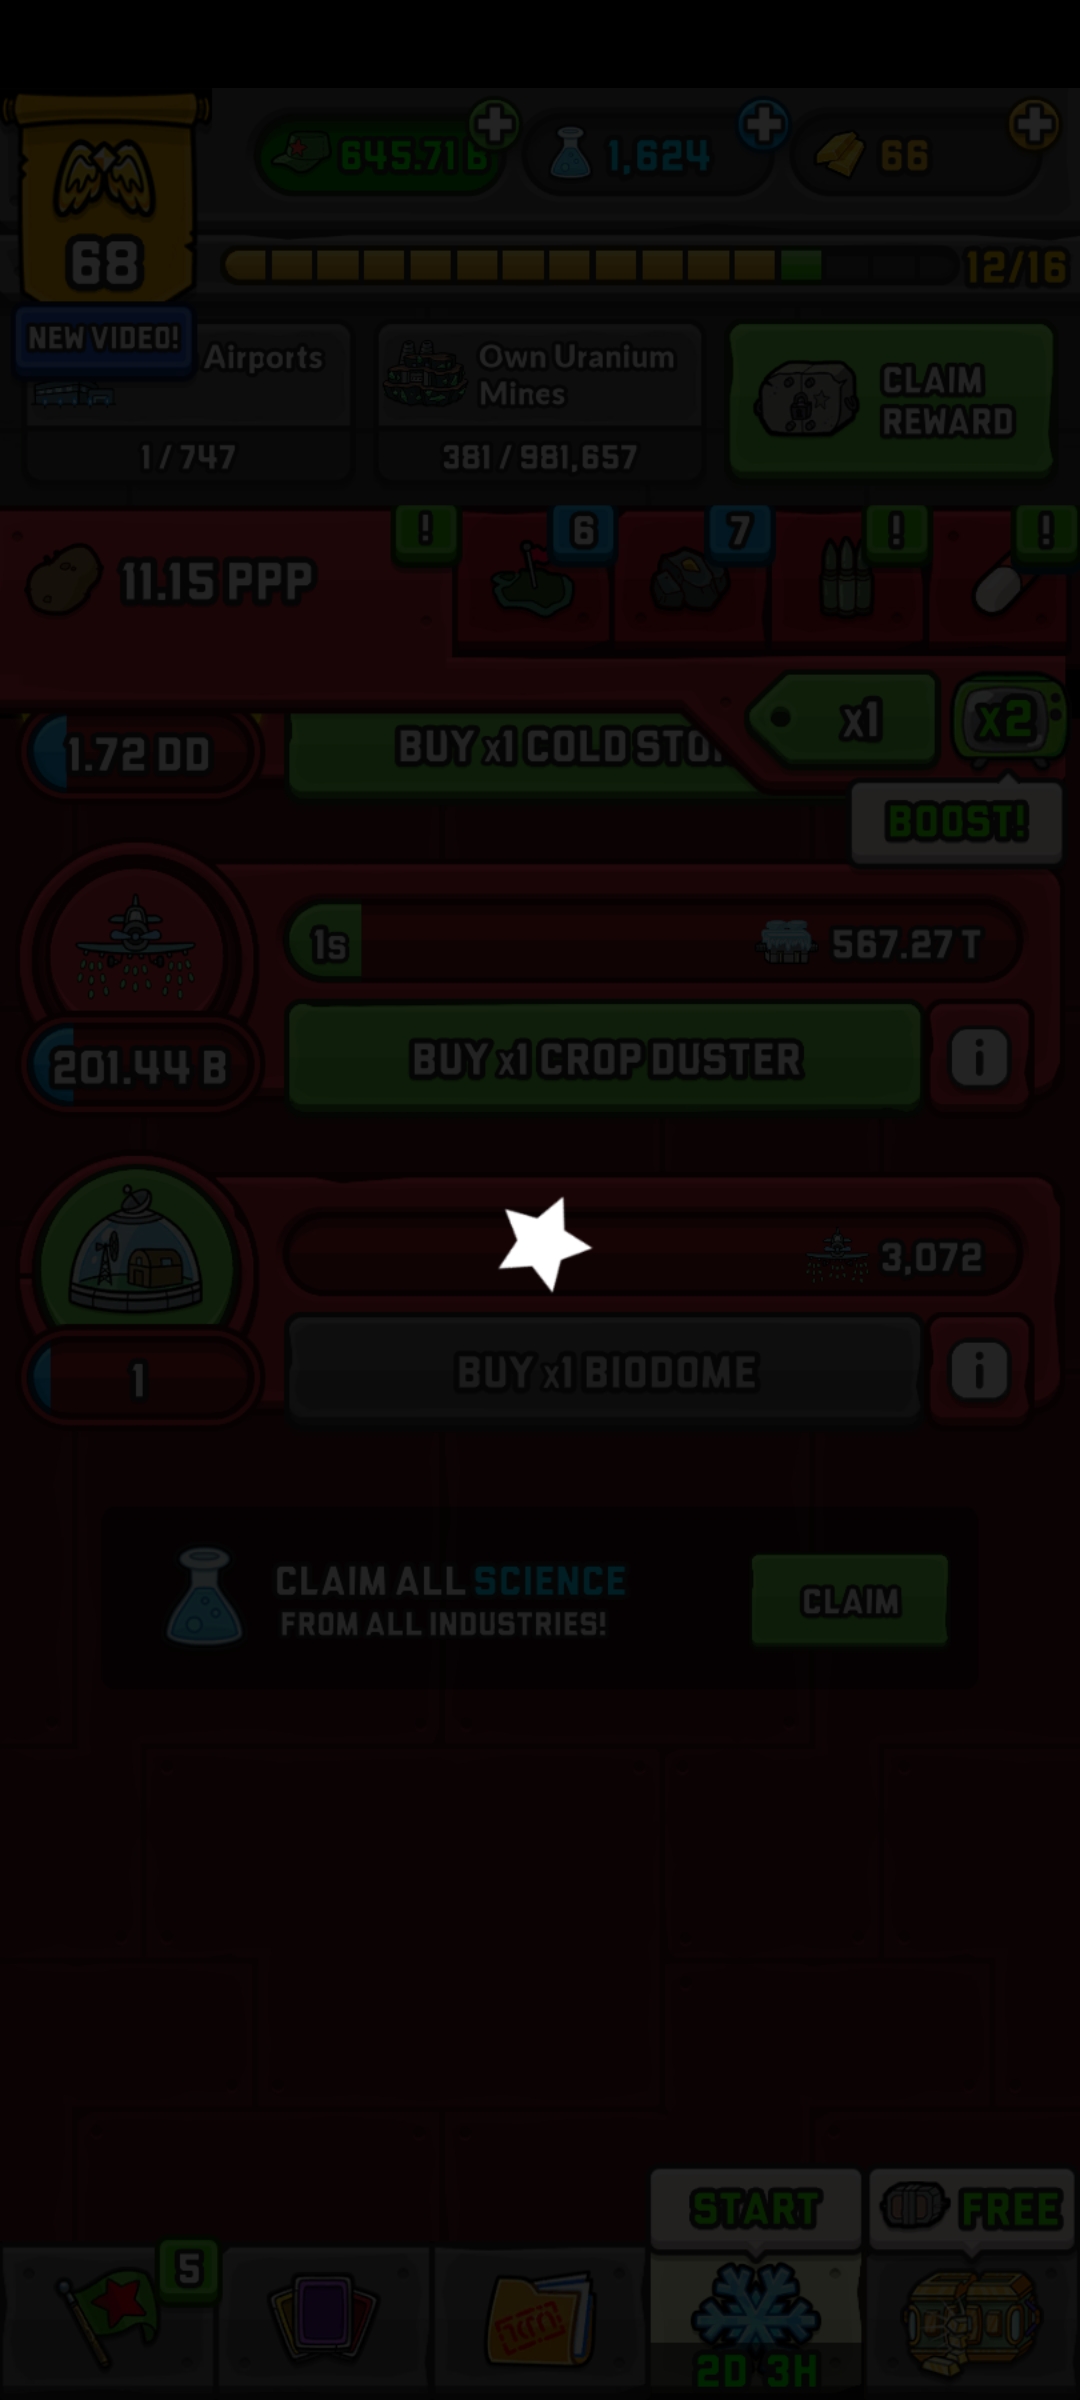 645.71 B
1,624
66
68
12/16
NEW VIDEO!
Airports
1 / 747
Own Uranium
Mines
381 / 981,657
CLAIM
REWARD
11.15 PPP
!
6
7
!
!
x1
x2
BOOST!
1.72 DD
BUY x1 COLD
1s
567.27 T
201.44 B
BUY x1 CROP DUSTER
i
3,072
1
BUY x1 BIODOME
i
CLAIM ALL SCIENCE
FROM ALL INDUSTRIES!
CLAIM
START
FREE
5
2D 3H